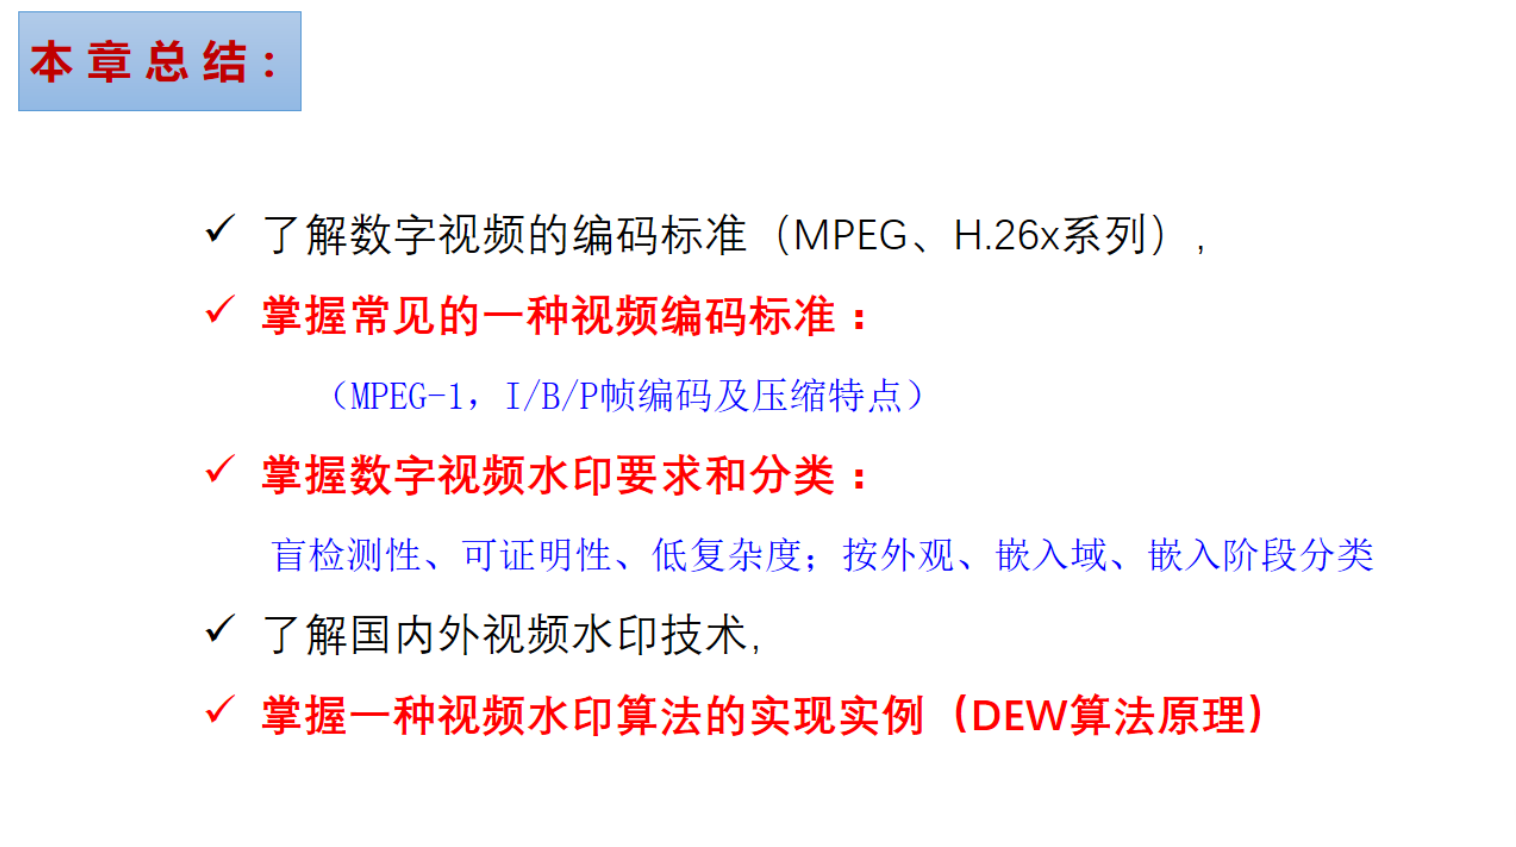 本章总结：
✓ 了解数字视频的编码标准（MPEG、H.26x系列）,
✓ 掌握常见的一种视频编码标准：
（MPEG-1，I/B/P帧编码及压缩特点）
✓ 掌握数字视频水印要求和分类：
盲检测性、可证明性、低复杂度；按外观、嵌入域、嵌入阶段分类
✓ 了解国内外视频水印技术,
✓ 掌握一种视频水印算法的实现实例（DEW算法原理）